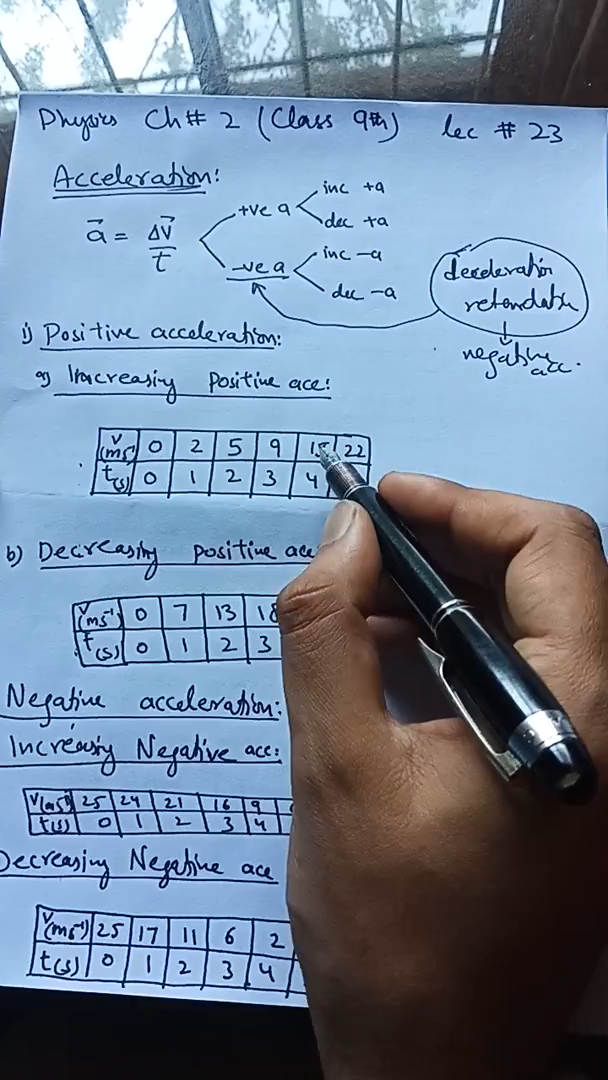 Physics Ch # 2 (Class 9th) lec # 23
Acceleration:
a = Δv / t
+ve a
inc +a
dec +a
-ve a
inc -a
dec -a
deceleration
retardation
negative acc.
i) Positive acceleration:
a) Increasing positive acc:
v (ms⁻¹) 0 2 5 9 15 22
t(s) 0 1 2 3 4
b) Decreasing positive acc
v (ms⁻¹) 0 7 13 18
t(s) 0 1 2 3
Negative acceleration:
Increasing Negative acc:
v(ms⁻¹) 25 24 21 16 9
t(s) 0 1 2 3 4
Decreasing Negative acc
v(ms⁻¹) 25 17 11 6 2
t(s) 0 1 2 3 4